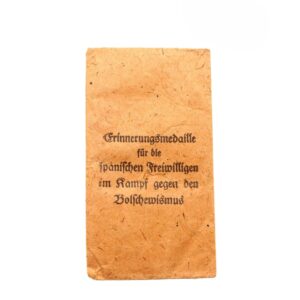 Erinnerungsmedaille
für die
spanischen Freiwilligen
im Kampf gegen den
Bolschewismus